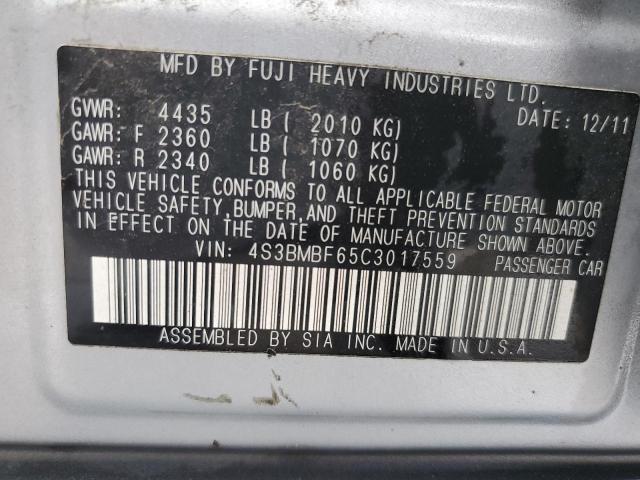 MFD BY FUJI HEAVY INDUSTRIES LTD.
GVWR: 4435 LB ( 2010 KG) DATE: 12/11
GAWR: F 2360 LB ( 1070 KG)
GAWR: R 2340 LB ( 1060 KG)
THIS VEHICLE CONFORMS TO ALL APPLICABLE FEDERAL MOTOR
VEHICLE SAFETY, BUMPER, AND THEFT PREVENTION STANDARDS
IN EFFECT ON THE DATE OF MANUFACTURE SHOWN ABOVE.
VIN: 4S3BMBF65C3017559 PASSENGER CAR
ASSEMBLED BY SIA INC. MADE IN U.S.A.